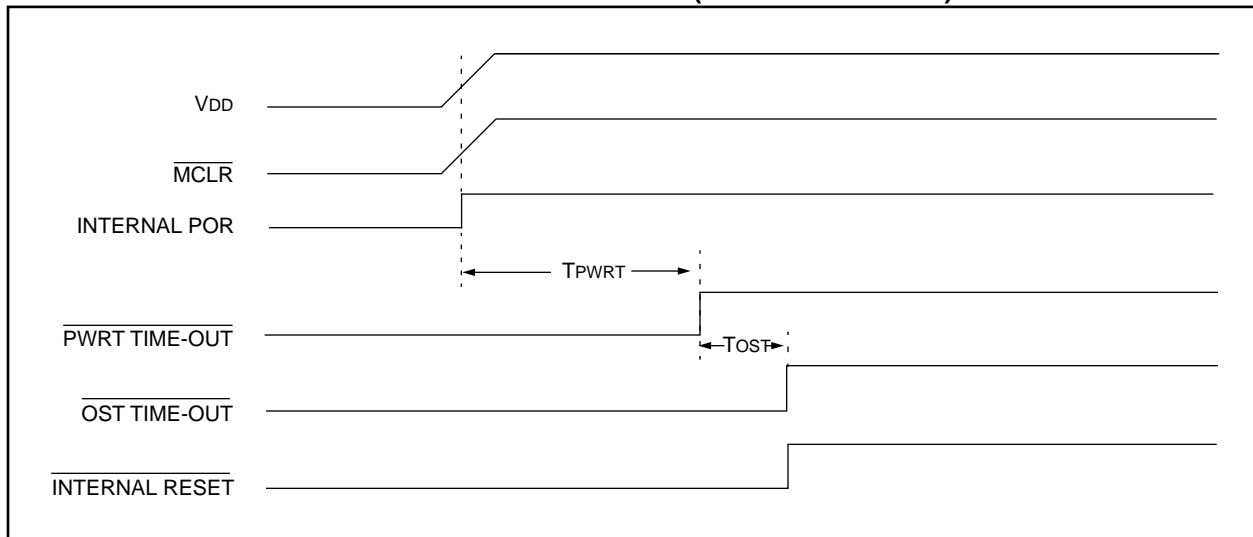 VDD
MCLR
INTERNAL POR
TPWRT
PWRT TIME-OUT
TOST
OST TIME-OUT
INTERNAL RESET